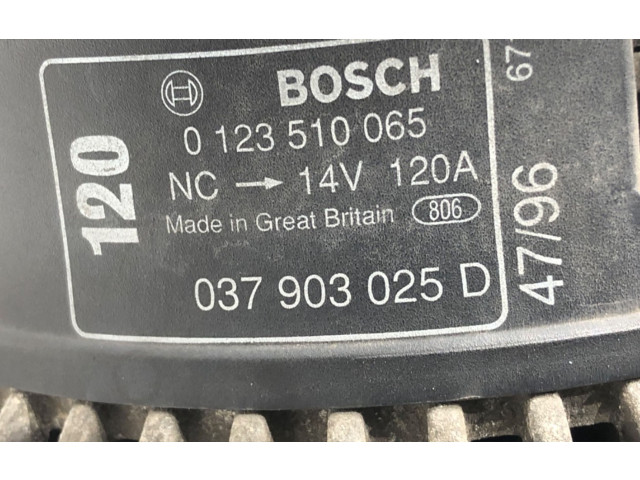 BOSCH
0 123 510 065
NC → 14V 120A
Made in Great Britain 806
037 903 025 D
120
47/96